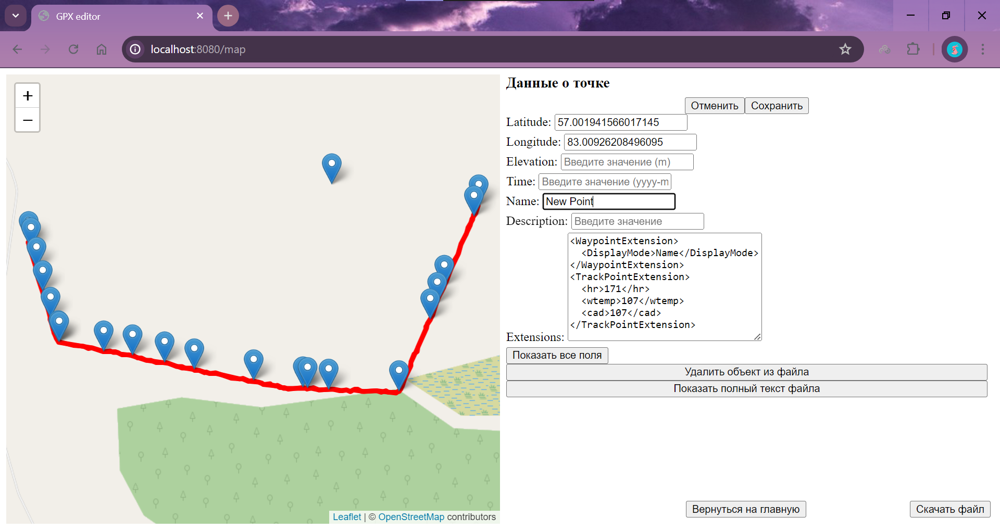 GPX editor
localhost:8080/map
+
−
Leaflet | © OpenStreetMap contributors
Данные о точке
Отменить Сохранить
Latitude: 57.001941566017145
Longitude: 83.00926208496095
Elevation: Введите значение (m)
Time: Введите значение (yyyy-m
Name: New Point
Description: Введите значение
<WaypointExtension>
  <DisplayMode>Name</DisplayMode>
</WaypointExtension>
<TrackPointExtension>
  <hr>171</hr>
  <wtemp>107</wtemp>
  <cad>107</cad>
</TrackPointExtension>
Extensions:
Показать все поля
Удалить объект из файла
Показать полный текст файла
Вернуться на главную Скачать файл